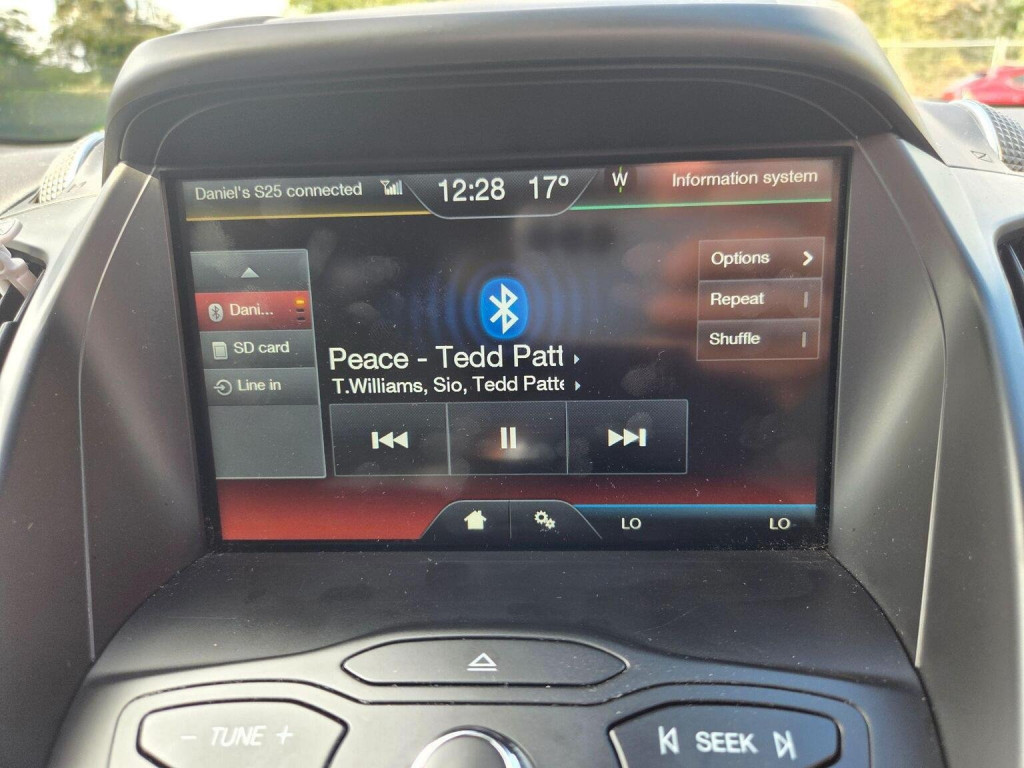 Daniel's S25 connected
12:28 17°
W
Information system
Dani...
SD card
Line in
Peace - Tedd Patt
T.Williams, Sio, Tedd Patte
Options
Repeat
Shuffle
LO
LO
- TUNE +
SEEK